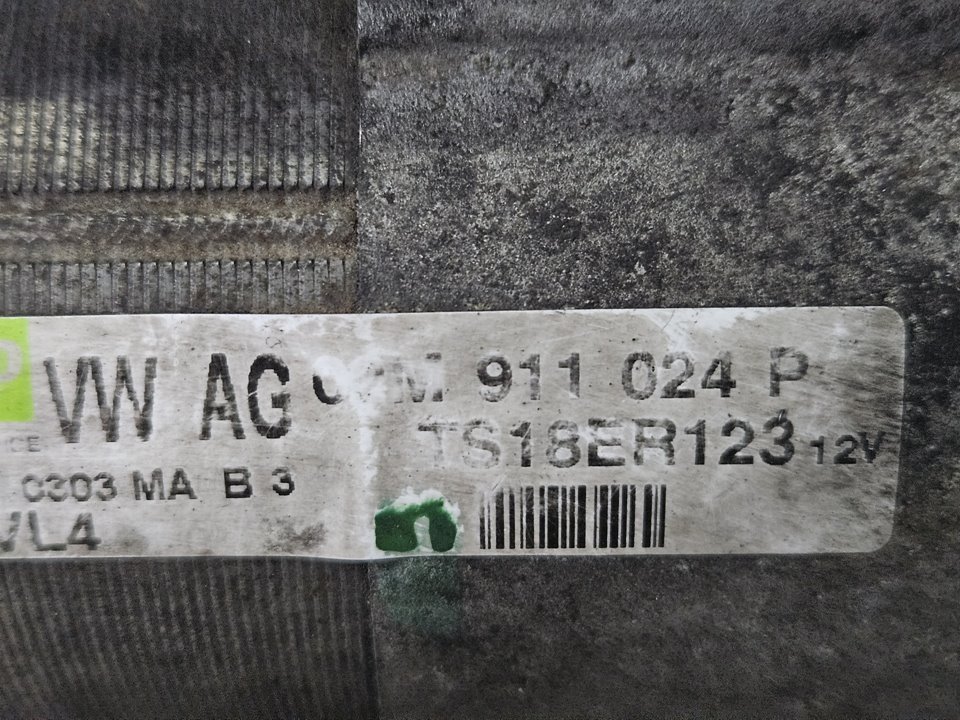 VW AG M 911 024 P
TS18ER123 12V
0303 MA B 3
VL4